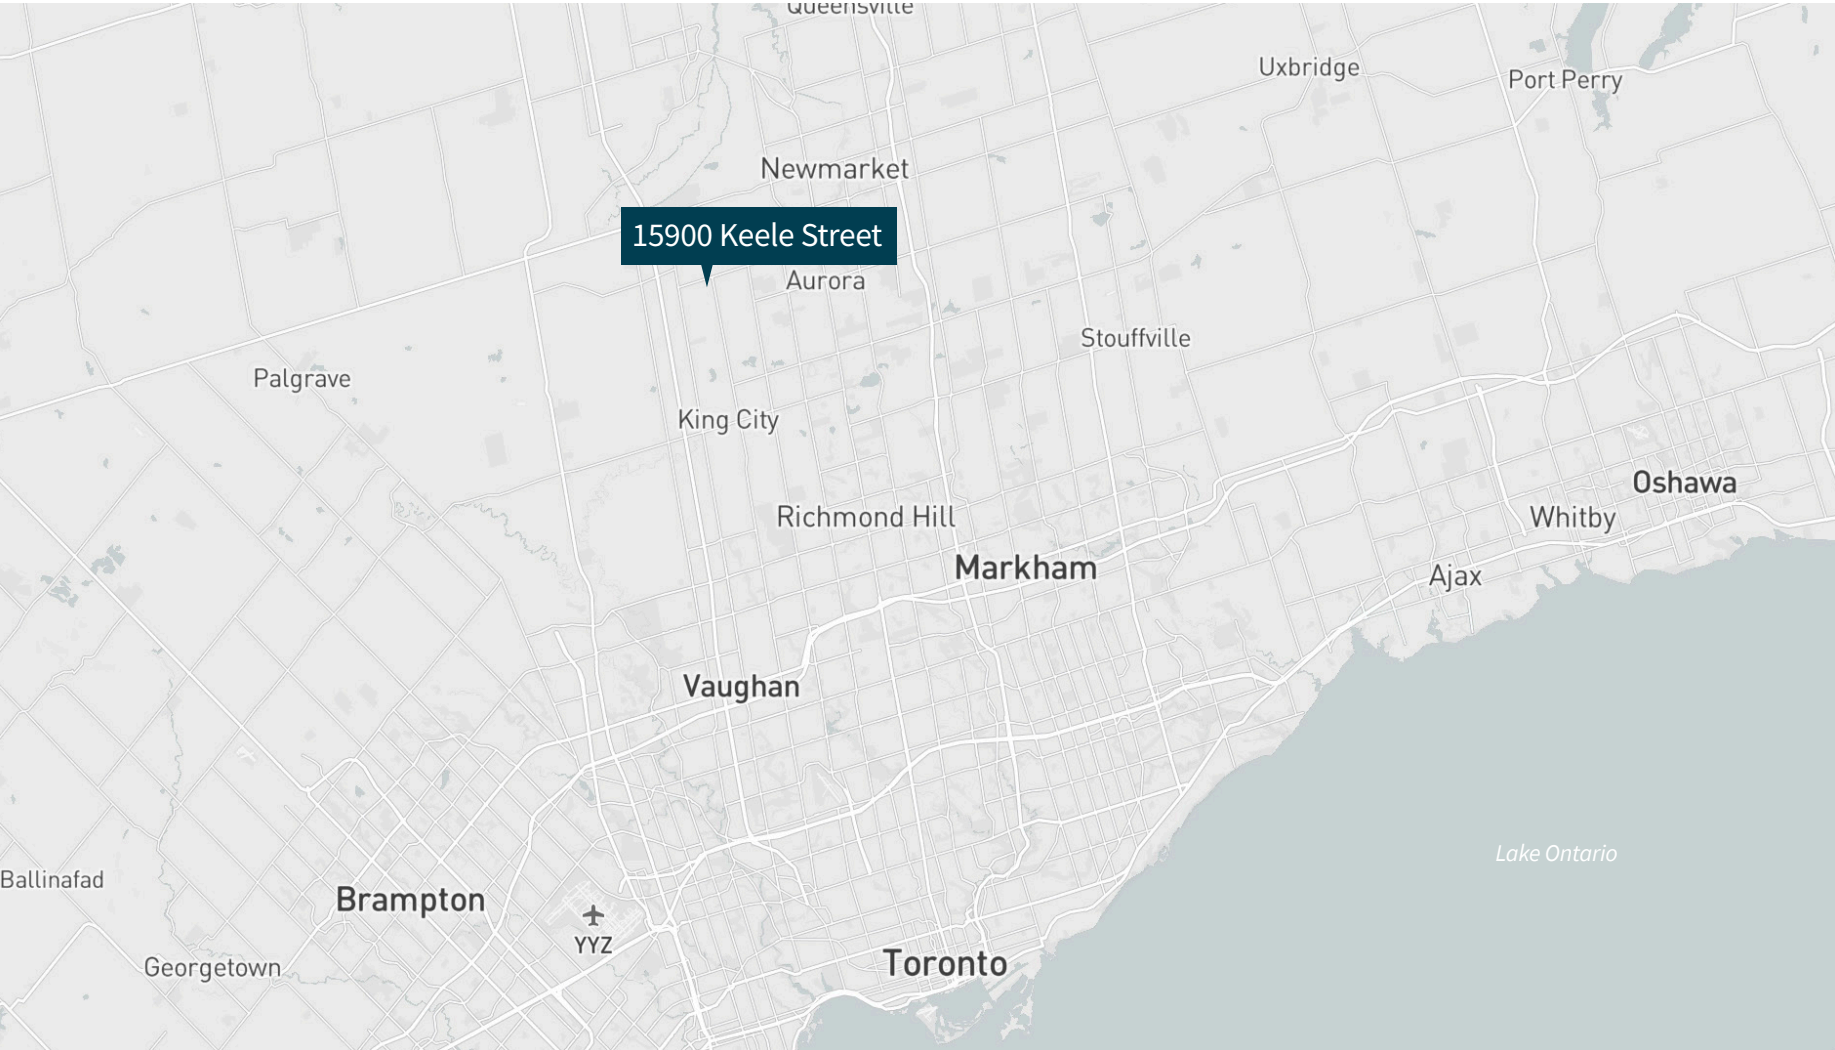 Queensville
Uxbridge
Port Perry
Newmarket
15900 Keele Street
Aurora
Stouffville
Palgrave
King City
Oshawa
Richmond Hill
Whitby
Markham
Ajax
Vaughan
Lake Ontario
Ballinafad
Brampton
YYZ
Toronto
Georgetown